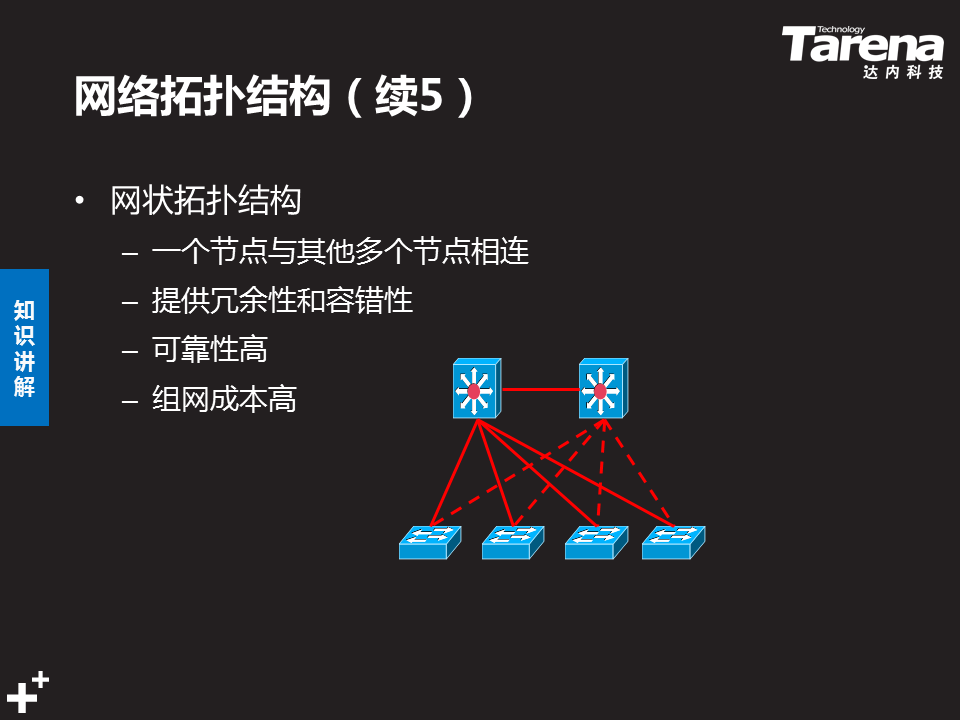 Technology
Tarena
达内科技
网络拓扑结构（续5）
• 网状拓扑结构
– 一个节点与其他多个节点相连
– 提供冗余性和容错性
– 可靠性高
– 组网成本高
知识讲解